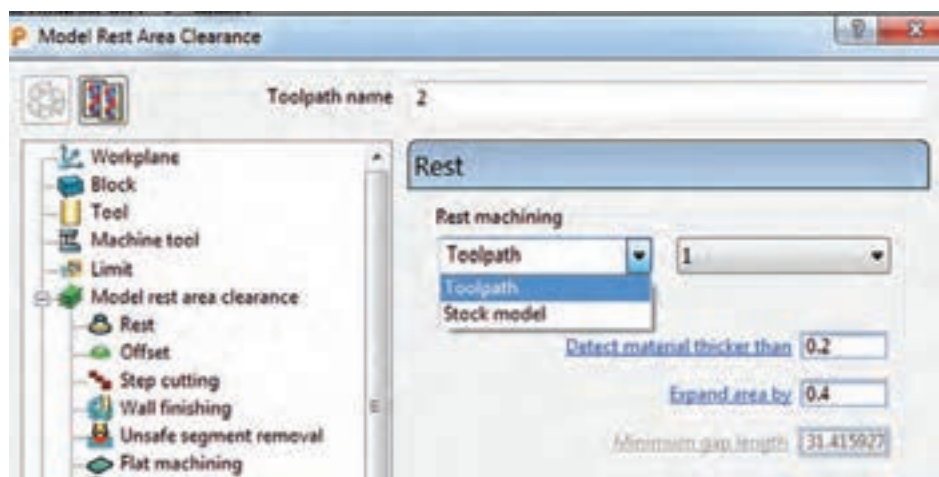 Model Rest Area Clearance
Toolpath name 2
Workplane
Block
Tool
Machine tool
Limit
Model rest area clearance
Rest
Offset
Step cutting
Wall finishing
Unsafe segment removal
Flat machining
Rest
Rest machining
Toolpath 1
Toolpath
Stock model
Detect material thicker than 0.2
Expand area by 0.4
Minimum gap length 31.415927